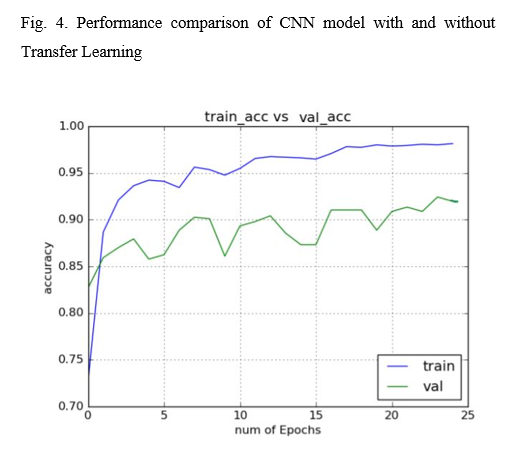 Fig. 4. Performance comparison of CNN model with and without
Transfer Learning
train_acc vs val_acc
1.00
0.95
0.90
0.85
0.80
0.75
0.70
accuracy
0 5 10 15 20 25
num of Epochs
train
val